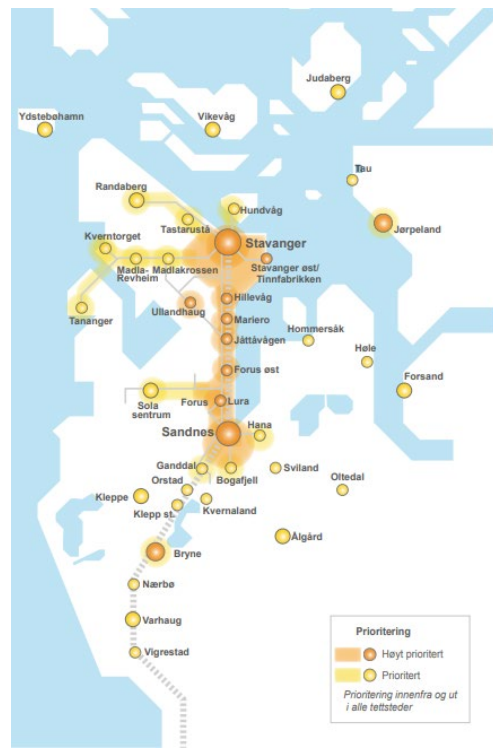 Judaberg
Ydstebøhamn
Vikevåg
Tau
Randaberg
Hundvåg
Tastarustå
Jørpeland
Kverntorget
Stavanger
Madla-
Revheim
Madlakrossen
Stavanger øst/
Tinnfabrikken
Hillevåg
Ullandhaug
Tananger
Mariero
Hommersåk
Jåttåvågen
Høle
Forus øst
Forsand
Sola
sentrum
Forus
Lura
Sandnes
Hana
Ganddal
Sviland
Orstad
Bogafjell
Oltedal
Kleppe
Klepp st.
Kvernaland
Ålgård
Bryne
Nærbø
Varhaug
Vigrestad
Prioritering
Høyt prioritert
Prioritert
Prioritering innenfra og ut
i alle tettsteder